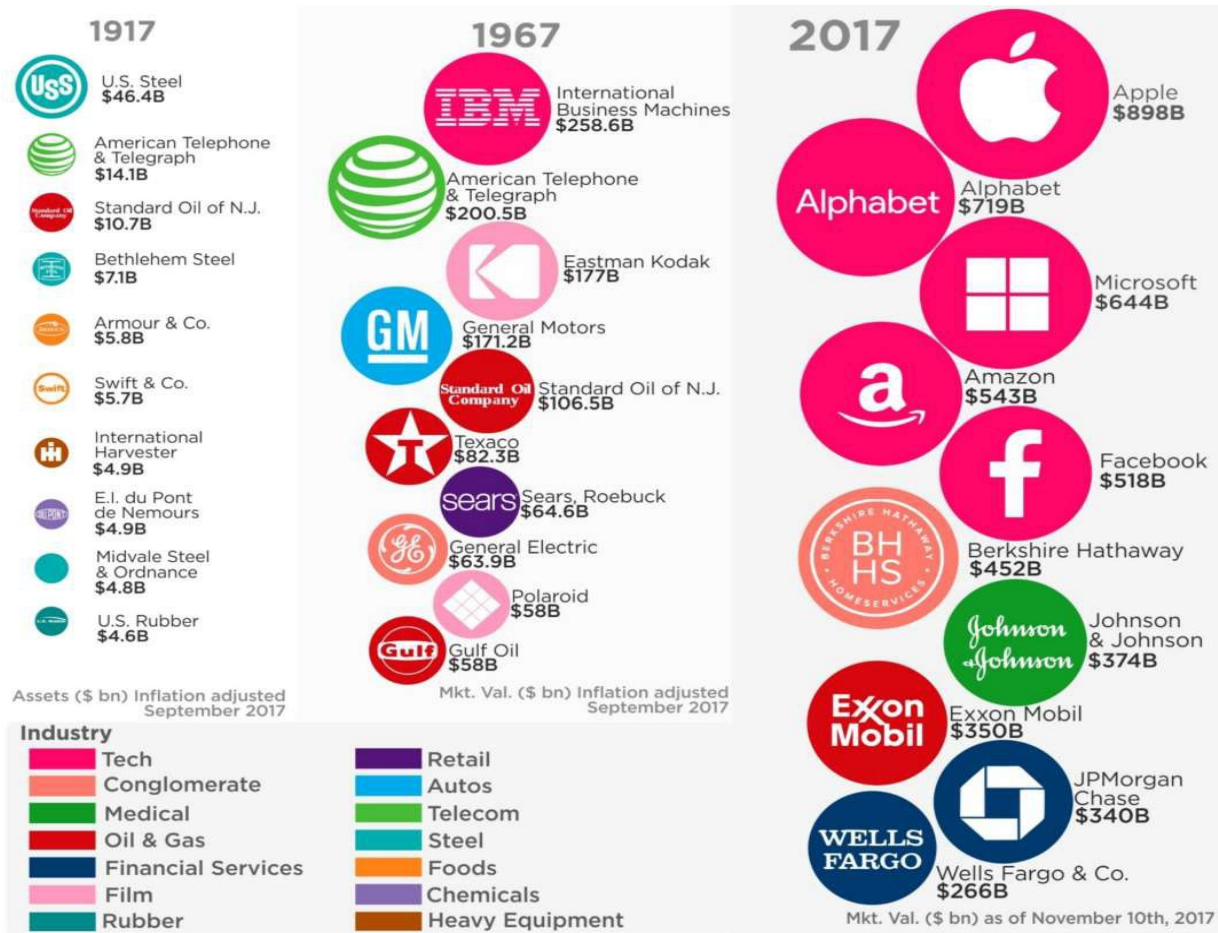 1917
USS
U.S. Steel
$46.4B
American Telephone
& Telegraph
$14.1B
Standard Oil
Company
Standard Oil of N.J.
$10.7B
Bethlehem Steel
$7.1B
Armour & Co.
$5.8B
Swift
Swift & Co.
$5.7B
International
Harvester
$4.9B
DUPONT
E.I. du Pont
de Nemours
$4.9B
Midvale Steel
& Ordnance
$4.8B
U.S. Rubber
$4.6B
Assets ($ bn) Inflation adjusted
September 2017
1967
IBM
International
Business Machines
$258.6B
American Telephone
& Telegraph
$200.5B
Eastman Kodak
$177B
GM
General Motors
$171.2B
Standard Oil
Company
Standard Oil of N.J.
$106.5B
T
Texaco
$82.3B
sears
Sears, Roebuck
$64.6B
GE
General Electric
$63.9B
Polaroid
$58B
Gulf
Gulf Oil
$58B
Mkt. Val. ($ bn) Inflation adjusted
September 2017
2017
Apple
$898B
Alphabet
Alphabet
$719B
Microsoft
$644B
a
Amazon
$543B
f
Facebook
$518B
BERKSHIRE HATHAWAY
BH
HS
HOMESERVICES
Berkshire Hathaway
$452B
Johnson
&Johnson
Johnson
& Johnson
$374B
Exxon
Mobil
Exxon Mobil
$350B
JPMorgan
Chase
$340B
WELLS
FARGO
Wells Fargo & Co.
$266B
Mkt. Val. ($ bn) as of November 10th, 2017
Industry
Tech
Conglomerate
Medical
Oil & Gas
Financial Services
Film
Rubber
Retail
Autos
Telecom
Steel
Foods
Chemicals
Heavy Equipment